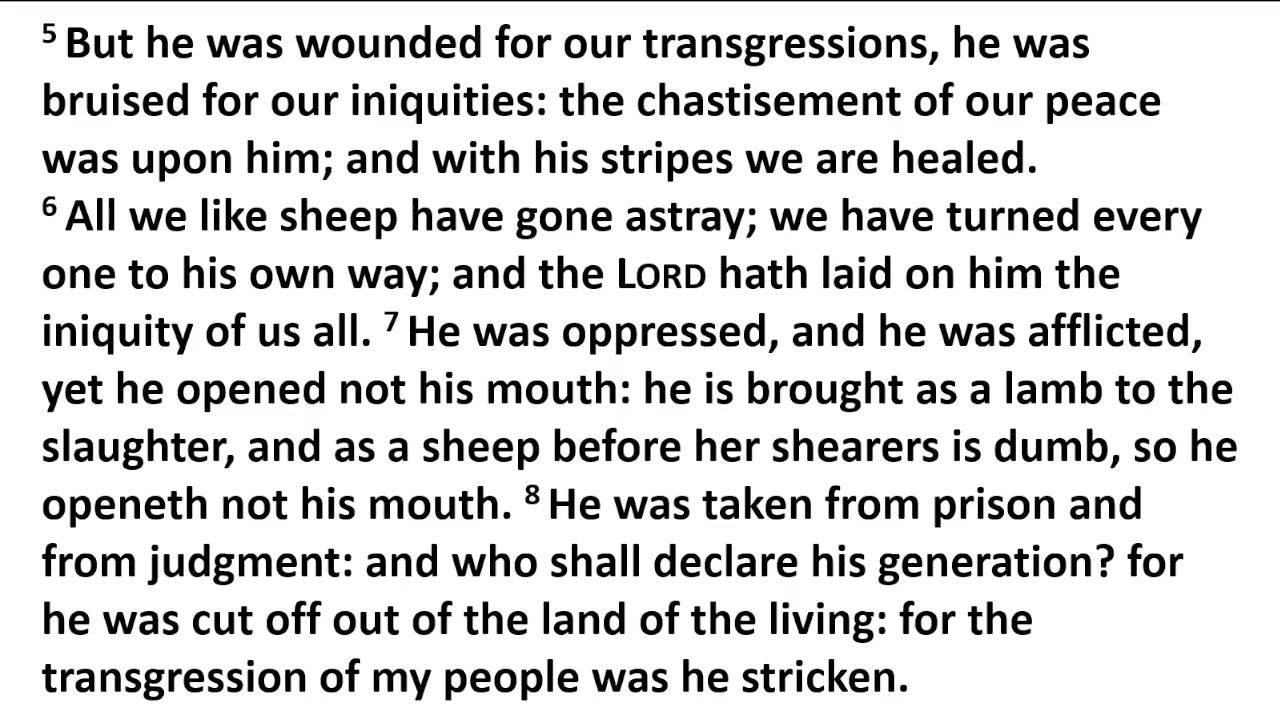 5 But he was wounded for our transgressions, he was
bruised for our iniquities: the chastisement of our peace
was upon him; and with his stripes we are healed.
6 All we like sheep have gone astray; we have turned every
one to his own way; and the LORD hath laid on him the
iniquity of us all. 7 He was oppressed, and he was afflicted,
yet he opened not his mouth: he is brought as a lamb to the
slaughter, and as a sheep before her shearers is dumb, so he
openeth not his mouth. 8 He was taken from prison and
from judgment: and who shall declare his generation? for
he was cut off out of the land of the living: for the
transgression of my people was he stricken.